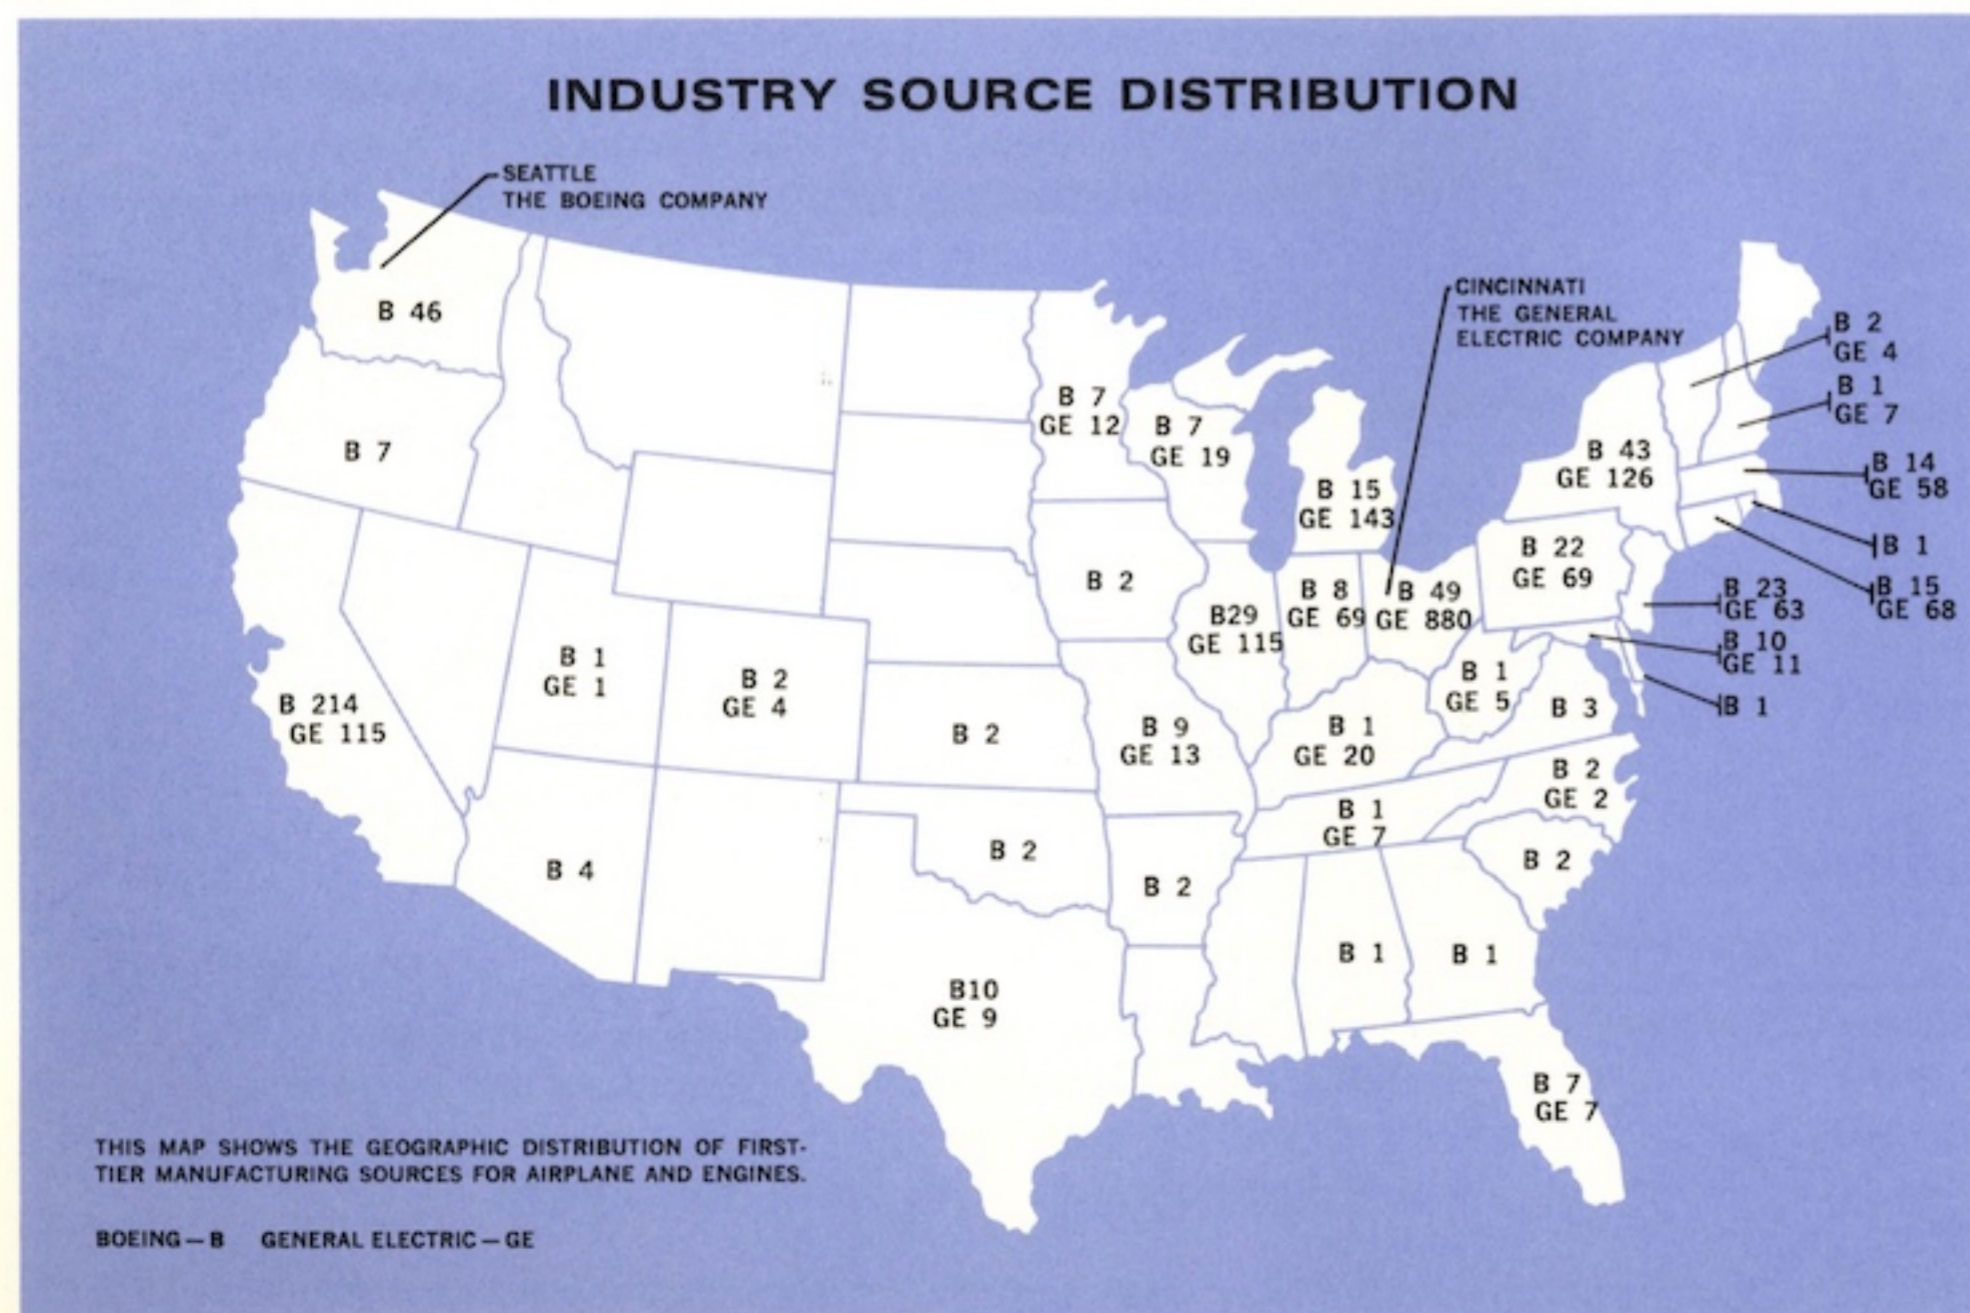 INDUSTRY SOURCE DISTRIBUTION
SEATTLE
THE BOEING COMPANY
CINCINNATI
THE GENERAL
ELECTRIC COMPANY
B 46
B 7
B 214
GE 115
B 1
GE 1
B 4
B 2
GE 4
B 2
B 2
B10
GE 9
B 7
GE 12
B 2
B 9
GE 13
B 2
B 7
GE 19
B29
GE 115
B 15
GE 143
B 8
GE 69
B 49
GE 880
B 1
GE 20
B 1
GE 7
B 1
B 1
B 7
GE 7
B 2
B 2
GE 2
B 3
B 1
GE 5
B 22
GE 69
B 43
GE 126
B 2
GE 4
B 1
GE 7
B 14
GE 58
B 1
B 15
GE 68
B 23
GE 63
B 10
GE 11
B 1
THIS MAP SHOWS THE GEOGRAPHIC DISTRIBUTION OF FIRST-
TIER MANUFACTURING SOURCES FOR AIRPLANE AND ENGINES.
BOEING — B GENERAL ELECTRIC — GE